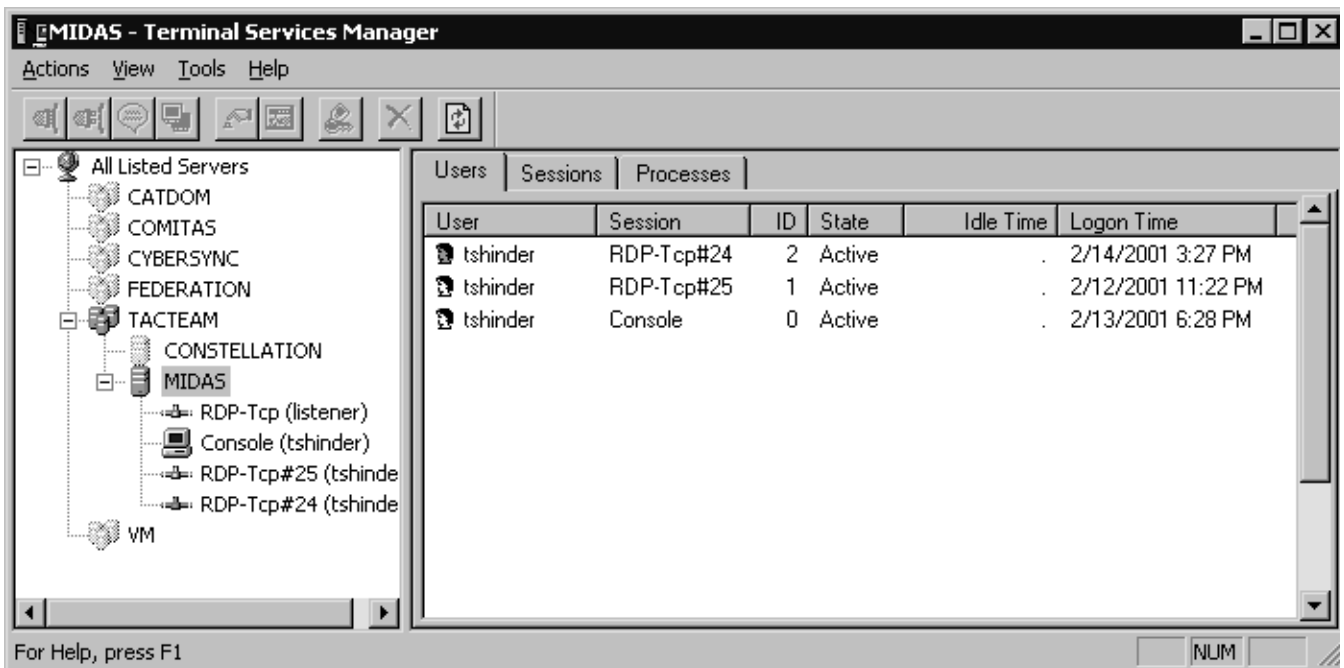 MIDAS - Terminal Services Manager
Actions View Tools Help
All Listed Servers
CATDOM
COMITAS
CYBERSYNC
FEDERATION
TACTEAM
CONSTELLATION
MIDAS
RDP-Tcp (listener)
Console (tshinder)
RDP-Tcp#25 (tshinde
RDP-Tcp#24 (tshinde
VM
Users Sessions Processes
User Session ID State Idle Time Logon Time
tshinder RDP-Tcp#24 2 Active . 2/14/2001 3:27 PM
tshinder RDP-Tcp#25 1 Active . 2/12/2001 11:22 PM
tshinder Console 0 Active . 2/13/2001 6:28 PM
For Help, press F1 NUM